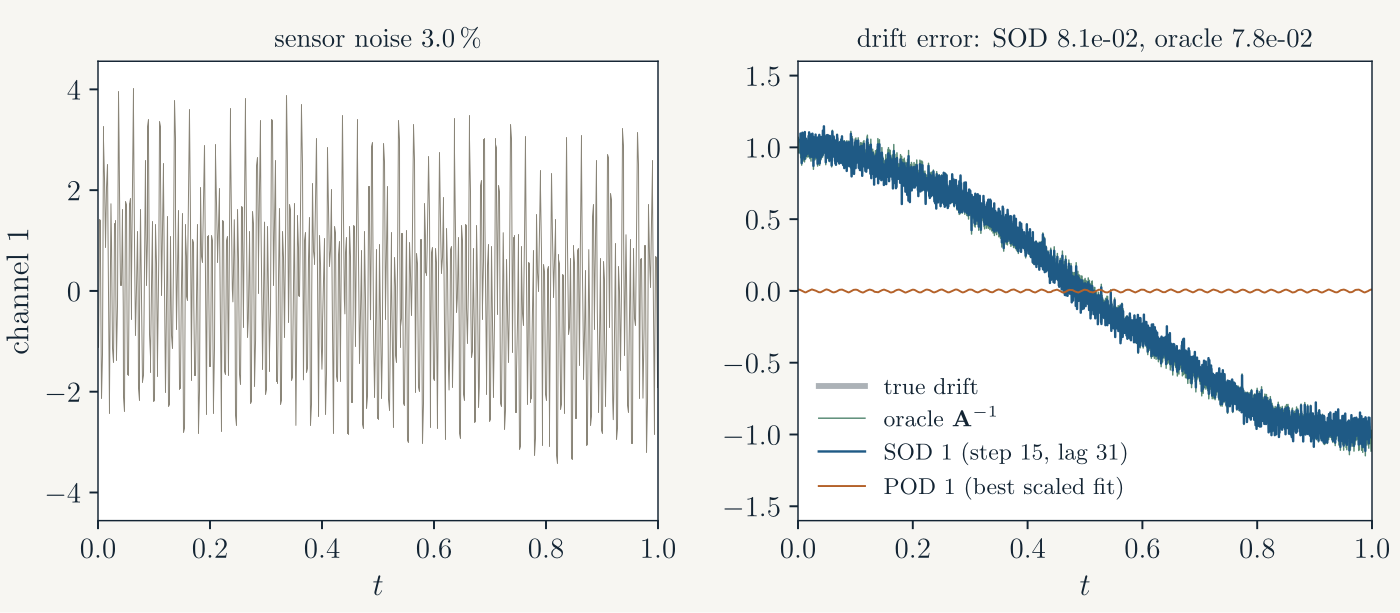 sensor noise 3.0 %
channel 1
4
2
0
−2
−4
0.0 0.2 0.4 0.6 0.8 1.0
t
drift error: SOD 8.1e-02, oracle 7.8e-02
1.5
1.0
0.5
0.0
−0.5
−1.0
−1.5
true drift
oracle A⁻¹
SOD 1 (step 15, lag 31)
POD 1 (best scaled fit)
0.0 0.2 0.4 0.6 0.8 1.0
t